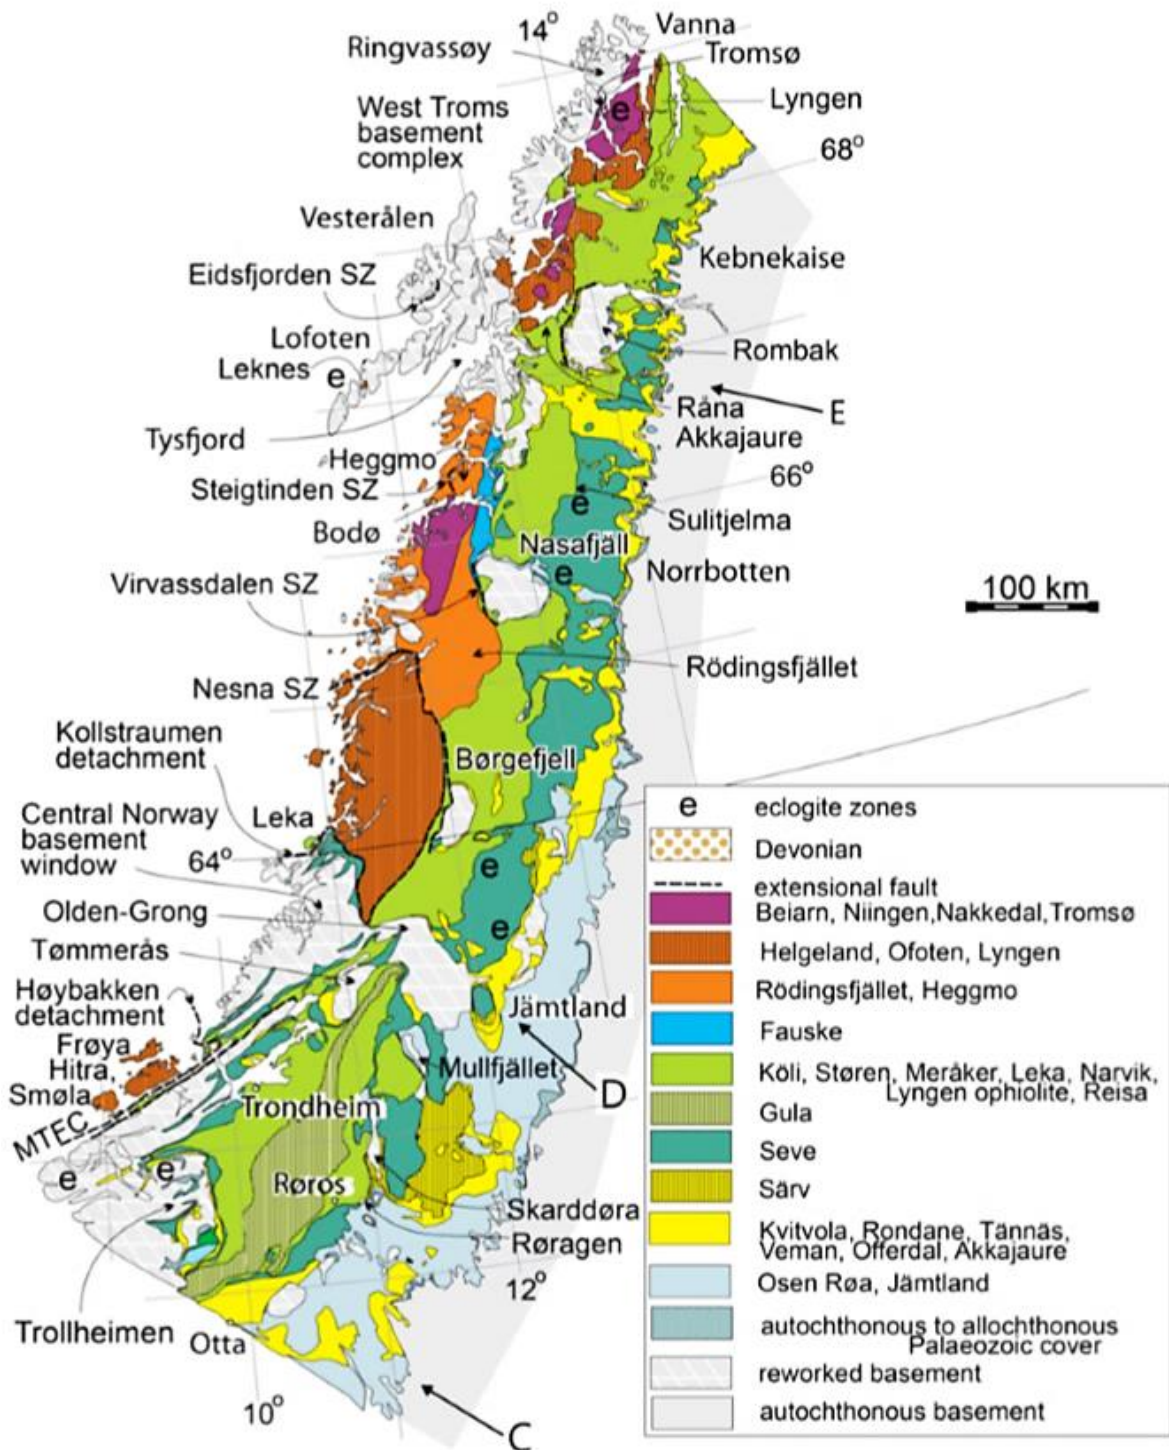 14°
Vanna
Ringvassøy
Tromsø
e
Lyngen
West Troms
basement
complex
68°
Vesterålen
Kebnekaise
Eidsfjorden SZ
Lofoten
Leknes
e
Rombak
Råna
Akkajaure
E
Tysfjord
Heggmo
Steigtinden SZ
66°
e
Sulitjelma
Bodø
Nasafjäll
e
Norrbotten
Virvassdalen SZ
100 km
Rödingsfjället
Nesna SZ
Kollstraumen
detachment
Børgefjell
Leka
Central Norway
basement
window
64°
e
Olden-Grong
e
Tømmerås
Høybakken
detachment
Jämtland
Frøya
Hitra,
Smøla
Mullfjället
D
MTEC
Trondheim
e
e
Røros
Skarddøra
Røragen
12°
Trollheimen
Otta
10°
C
e eclogite zones
Devonian
extensional fault
Beiarn, Niingen,Nakkedal,Tromsø
Helgeland, Ofoten, Lyngen
Rödingsfjället, Heggmo
Fauske
Köli, Støren, Meråker, Leka, Narvik,
Lyngen ophiolite, Reisa
Gula
Seve
Särv
Kvitvola, Rondane, Tännäs,
Veman, Offerdal, Akkajaure
Osen Røa, Jämtland
autochthonous to allochthonous
Palaeozoic cover
reworked basement
autochthonous basement